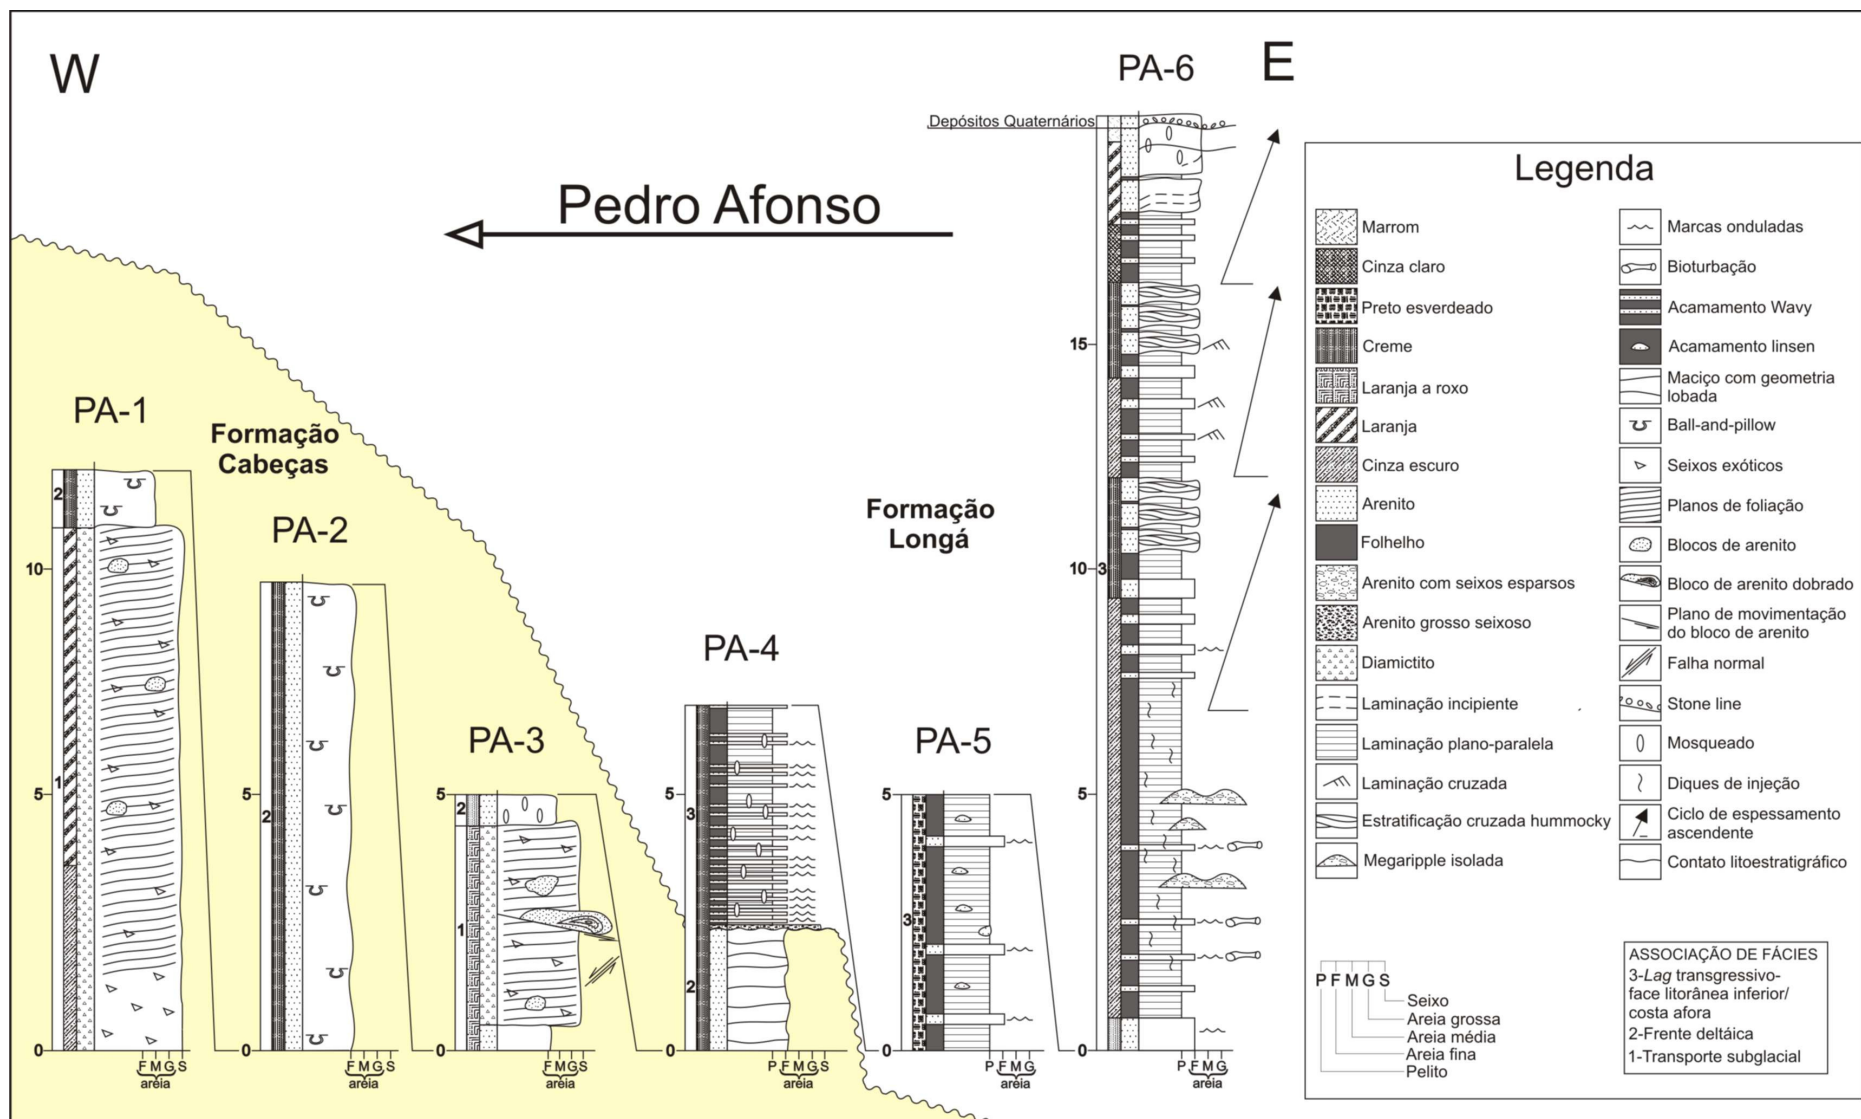 W
E
Pedro Afonso
Formação
Cabeças
Formação
Longá
PA-1
2
10
1
5
0
F M G S
areia
PA-2
5
2
0
F M G S
areia
PA-3
5
2
1
0
F M G S
areia
PA-4
5
3
2
0
P F M G S
areia
PA-5
5
3
0
P F M G
areia
PA-6
Depósitos Quaternários
15
10
3
5
0
P F M G
areia
Legenda
Marrom
Cinza claro
Preto esverdeado
Creme
Laranja a roxo
Laranja
Cinza escuro
Arenito
Folhelho
Arenito com seixos esparsos
Arenito grosso seixoso
Diamictito
Laminação incipiente
Laminação plano-paralela
Laminação cruzada
Estratificação cruzada hummocky
Megaripple isolada
Marcas onduladas
Bioturbação
Acamamento Wavy
Acamamento linsen
Maciço com geometria
lobada
Ball-and-pillow
Seixos exóticos
Planos de foliação
Blocos de arenito
Bloco de arenito dobrado
Plano de movimentação
do bloco de arenito
Falha normal
Stone line
Mosqueado
Diques de injeção
Ciclo de espessamento
ascendente
Contato litoestratigráfico
P F M G S
Seixo
Areia grossa
Areia média
Areia fina
Pelito
ASSOCIAÇÃO DE FÁCIES
3-Lag transgressivo-
face litorânea inferior/
costa afora
2-Frente deltáica
1-Transporte subglacial